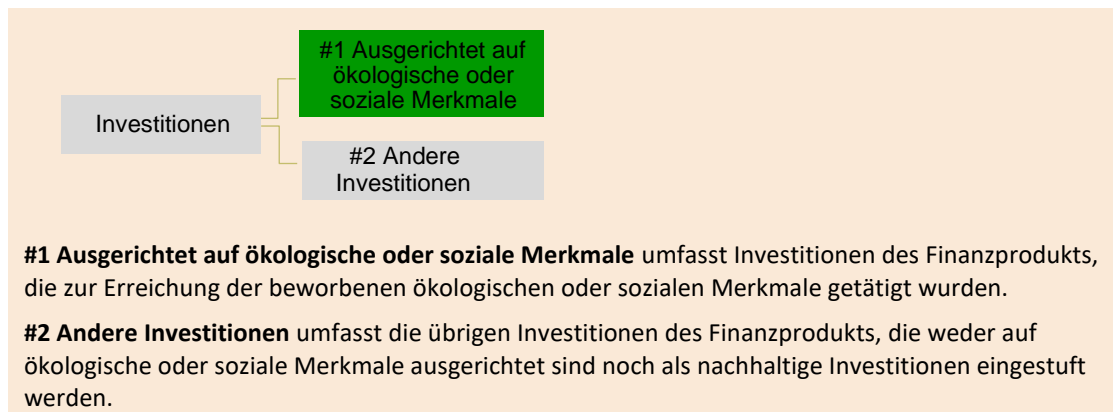 #1 Ausgerichtet auf
ökologische oder
soziale Merkmale
Investitionen
#2 Andere
Investitionen
#1 Ausgerichtet auf ökologische oder soziale Merkmale umfasst Investitionen des Finanzprodukts,
die zur Erreichung der beworbenen ökologischen oder sozialen Merkmale getätigt wurden.
#2 Andere Investitionen umfasst die übrigen Investitionen des Finanzprodukts, die weder auf
ökologische oder soziale Merkmale ausgerichtet sind noch als nachhaltige Investitionen eingestuft
werden.